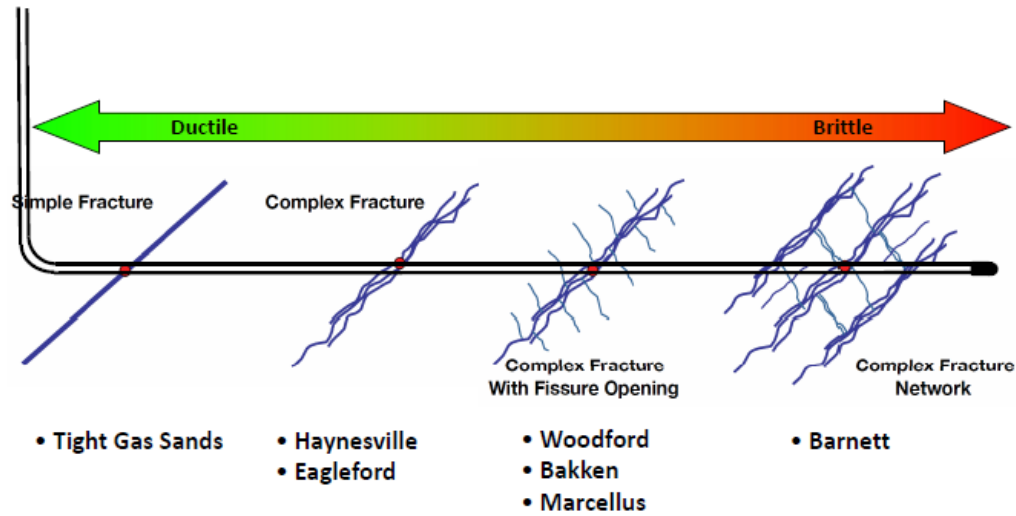 Ductile
Brittle
Simple Fracture
Complex Fracture
Complex Fracture
With Fissure Opening
Complex Fracture
Network
• Tight Gas Sands
• Haynesville
• Eagleford
• Woodford
• Bakken
• Marcellus
• Barnett